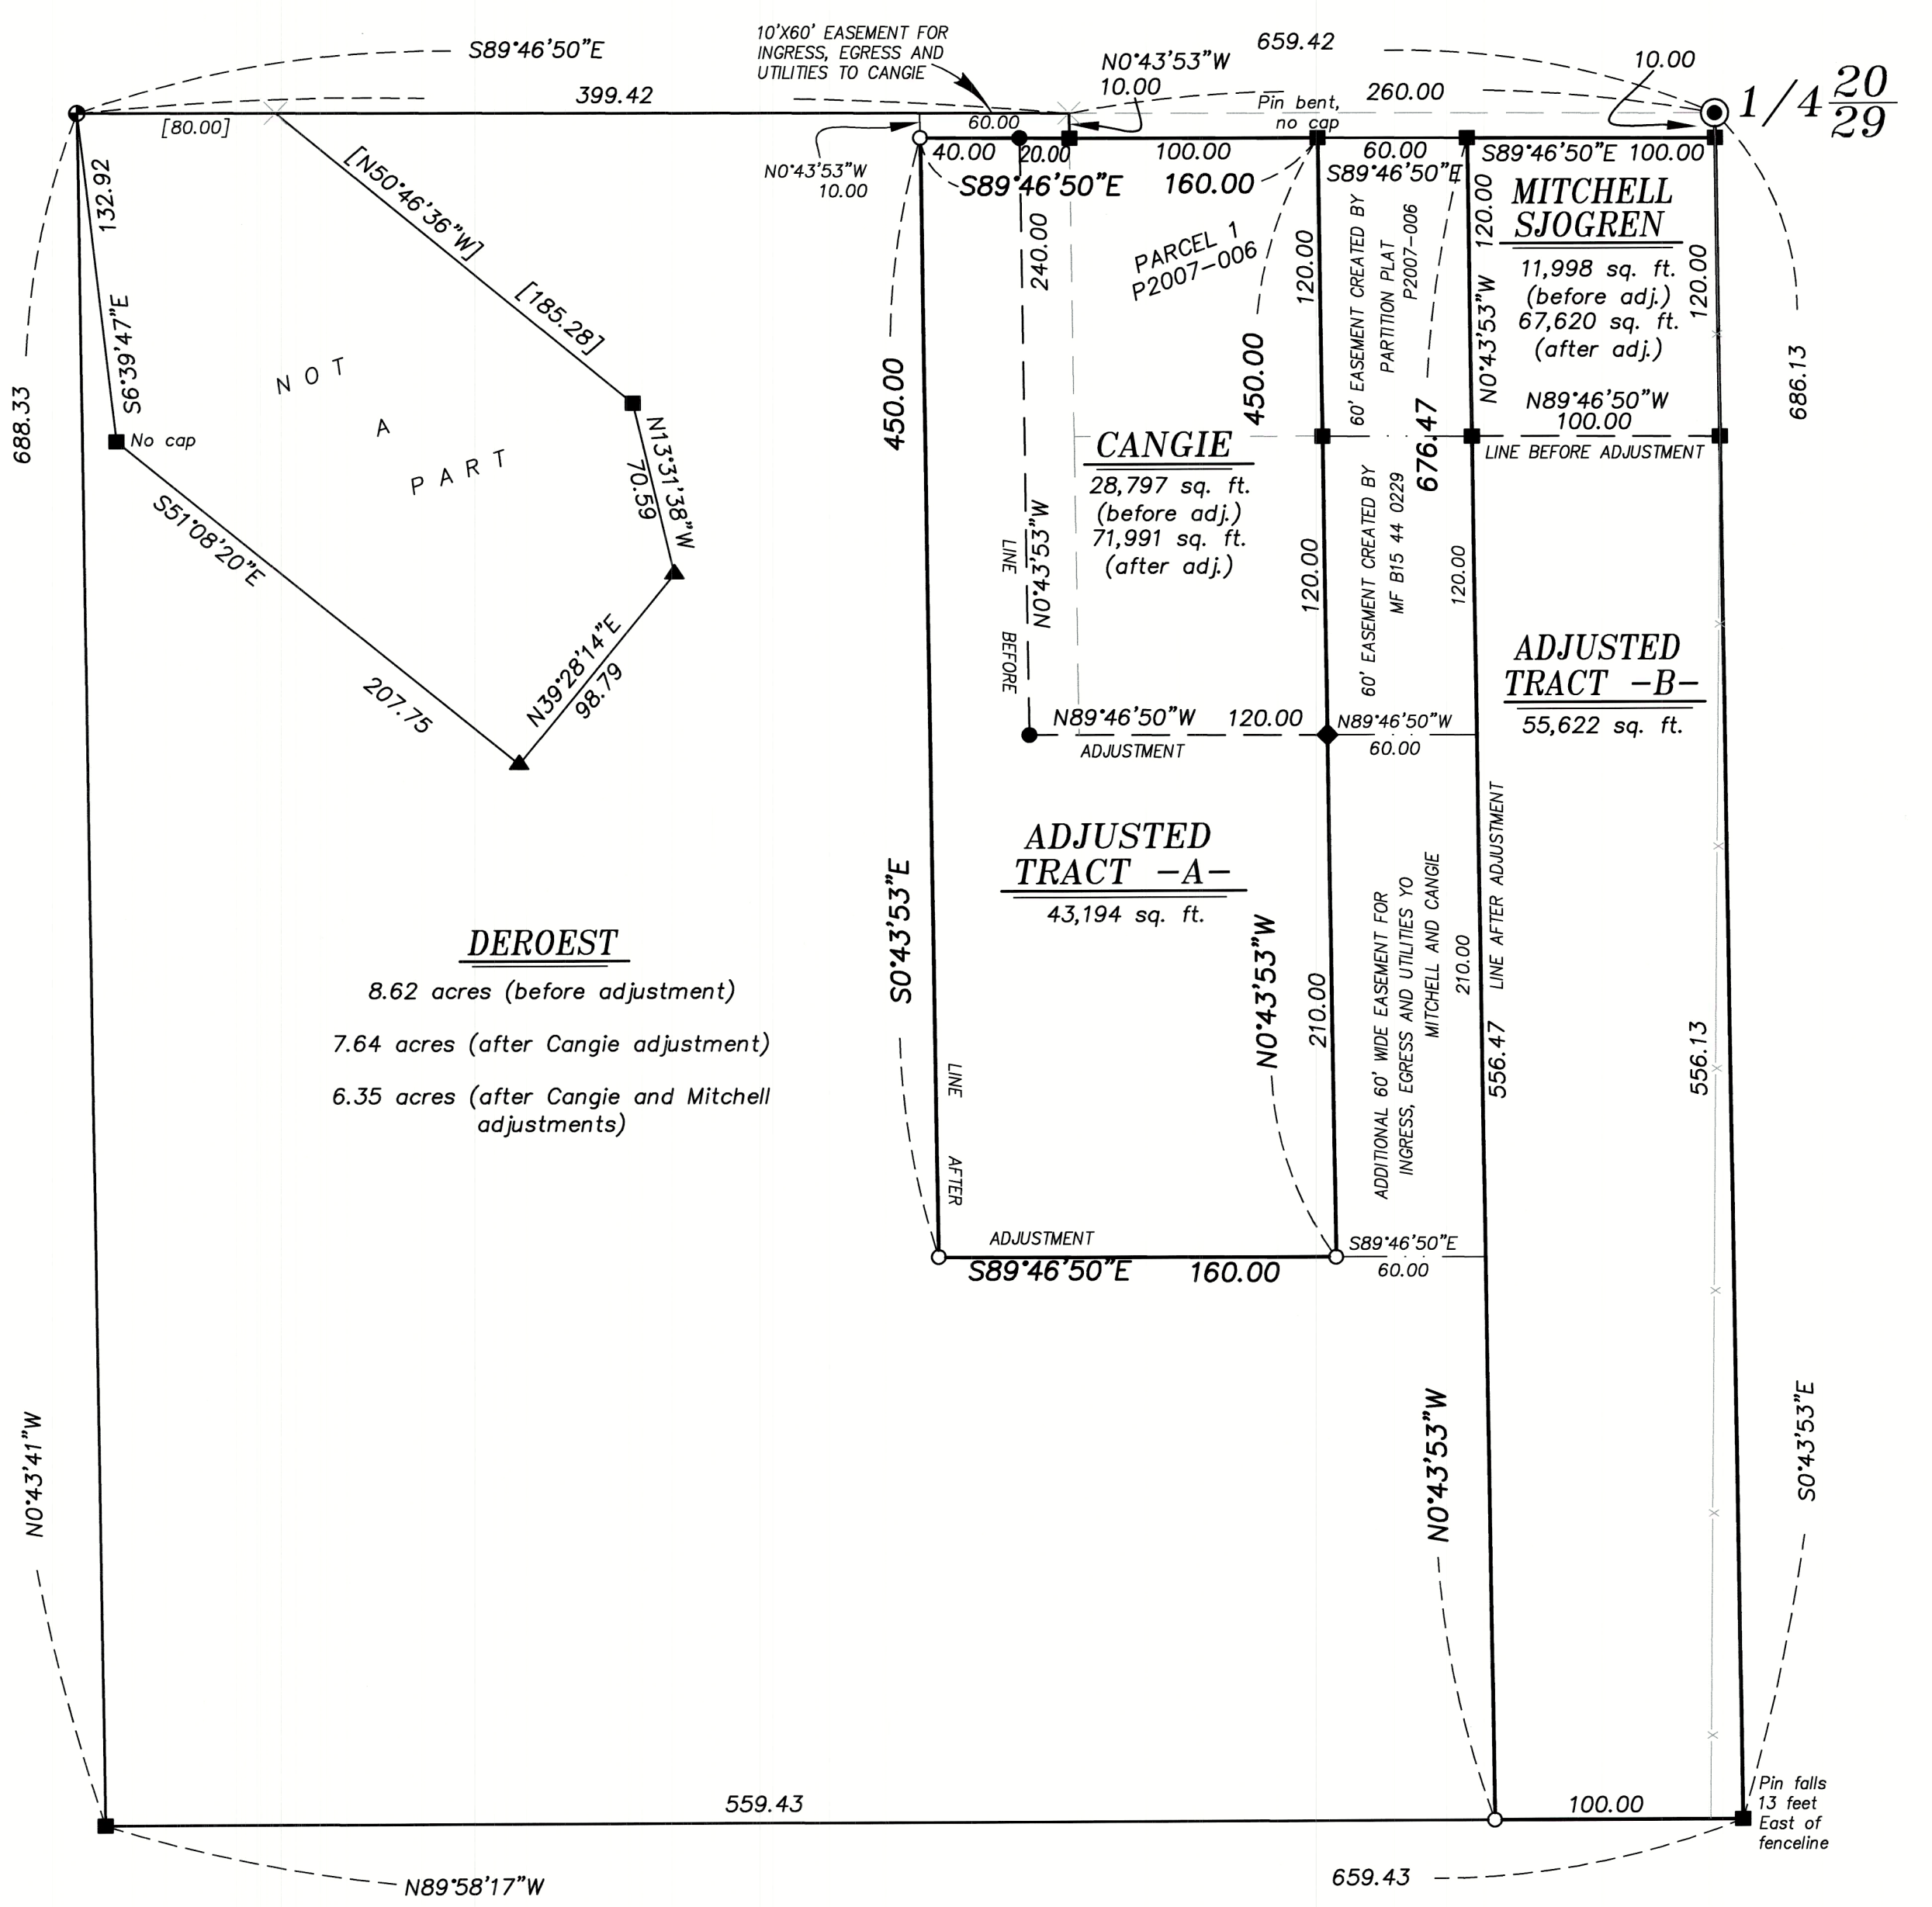 S89°46'50"E
10'X60' EASEMENT FOR
INGRESS, EGRESS AND
UTILITIES TO CANGIE
N0°43'53"W
10.00
659.42
10.00
1/4 20
29
399.42
[80.00]
60.00
260.00
Pin bent,
no cap
N0°43'53"W
10.00
40.00
20.00
100.00
60.00
S89°46'50"E 100.00
S89°46'50"E 160.00
S89°46'50"E
132.92
S6°39'47"E
[N50°46'36"W]
[185.28]
NOT
A
PART
No cap
N13°31'38"W
70.59
S51°08'20"E
207.75
N39°28'14"E
98.79
688.33
N0°43'41"W
450.00
S0°43'53"E
LINE
AFTER
240.00
N0°43'53"W
LINE
BEFORE
PARCEL 1
P2007-006
120.00
450.00
60' EASEMENT CREATED BY
PARTITION PLAT
P2007-006
676.47
120.00
N0°43'53"W
MITCHELL
SJOGREN
11,998 sq. ft.
(before adj.)
67,620 sq. ft.
(after adj.)
120.00
686.13
N89°46'50"W
100.00
LINE BEFORE ADJUSTMENT
CANGIE
28,797 sq. ft.
(before adj.)
71,991 sq. ft.
(after adj.)
120.00
60' EASEMENT CREATED BY
MF B15 44 0229
120.00
ADJUSTED
TRACT -B-
55,622 sq. ft.
N89°46'50"W 120.00
ADJUSTMENT
N89°46'50"W
60.00
ADJUSTED
TRACT -A-
43,194 sq. ft.
N0°43'53"W
210.00
ADDITIONAL 60' WIDE EASEMENT FOR
INGRESS, EGRESS AND UTILITIES YO
MITCHELL AND CANGIE
210.00
LINE AFTER ADJUSTMENT
556.47
556.13
DEROEST
8.62 acres (before adjustment)
7.64 acres (after Cangie adjustment)
6.35 acres (after Cangie and Mitchell
adjustments)
ADJUSTMENT
S89°46'50"E 160.00
S89°46'50"E
60.00
N0°43'53"W
S0°43'53"E
559.43
100.00
Pin falls
13 feet
East of
fenceline
N89°58'17"W
659.43